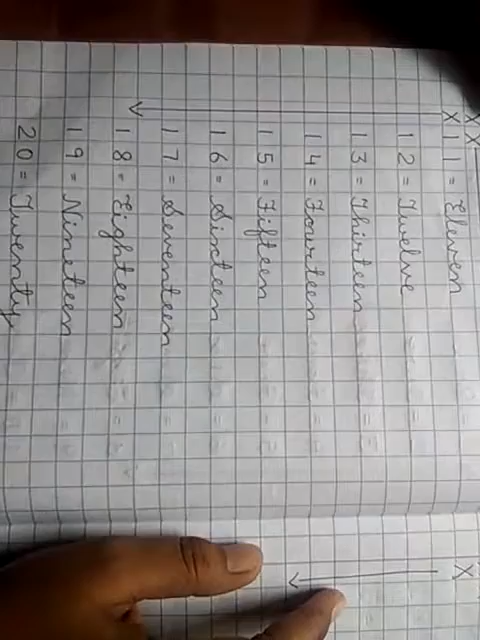 11 = Eleven
12 = Twelve
13 = Thirteen
14 = Fourteen
15 = Fifteen
16 = Sixteen
17 = Seventeen
18 = Eighteen
19 = Nineteen
20 = Twenty